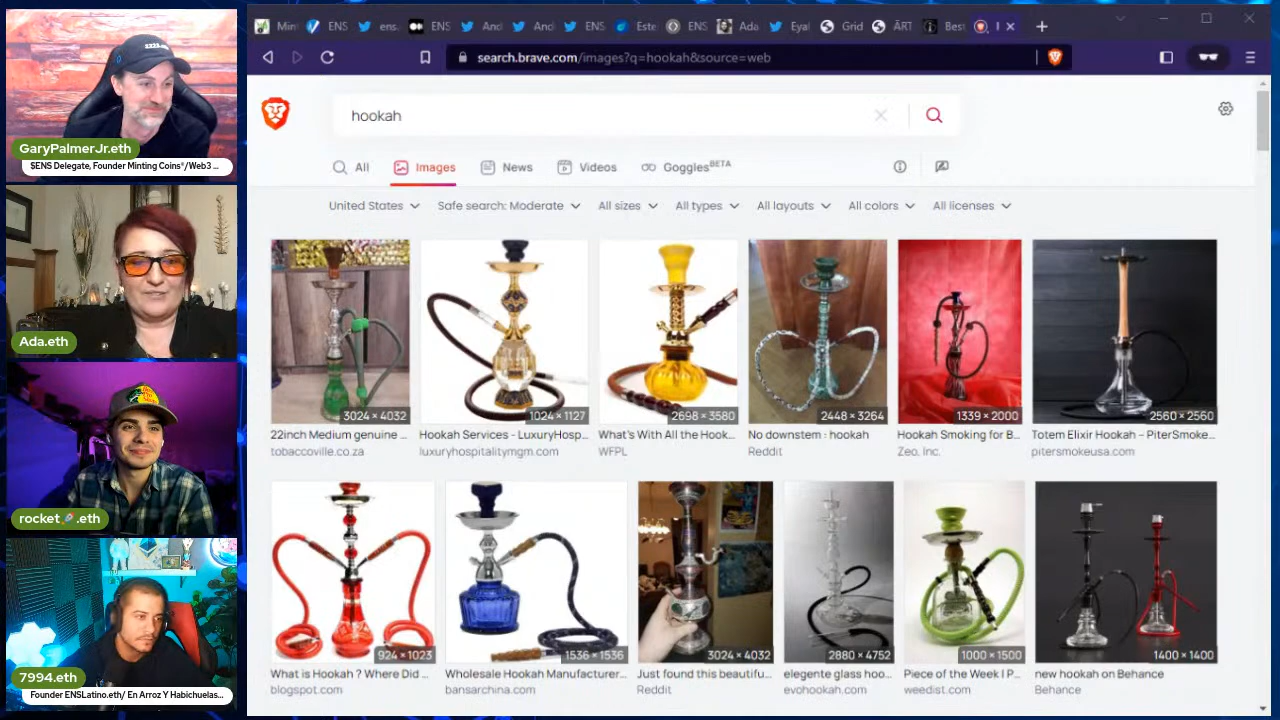 GaryPalmerJr.eth
$ENS Delegate, Founder Minting Coins®/Web3 ...
Ada.eth
rocket🚀.eth
7994.eth
Founder ENSLatino.eth/ En Arroz Y Habichuelas...
ENS
ens.
ENS
And
And
ENS
Este
ENS
Ada
Eyal
Grid
Bes
search.brave.com/images?q=hookah&source=web
hookah
All
Images
News
Videos
Goggles BETA
United States
Safe search: Moderate
All sizes
All types
All layouts
All colors
All licenses
3024 × 4032
1024 × 1127
2698 × 3580
2448 × 3264
1339 × 2000
2560 × 2560
22inch Medium genuine ...
Hookah Services - LuxuryHosp...
What's With All the Hook...
No downstem : hookah
Hookah Smoking for B...
Totem Elixir Hookah – PiterSmoke...
tobaccoville.co.za
luxuryhospitalitymgm.com
WFPL
Reddit
Zeo, Inc.
pitersmokeusa.com
924 × 1023
1536 × 1536
3024 × 4032
2880 × 4752
1000 × 1500
1400 × 1400
What is Hookah ? Where Did ...
Wholesale Hookah Manufacturer...
Just found this beautifu...
elegente glass hoo...
Piece of the Week | P...
new hookah on Behance
blogspot.com
bansarchina.com
Reddit
evohookah.com
weedist.com
Behance